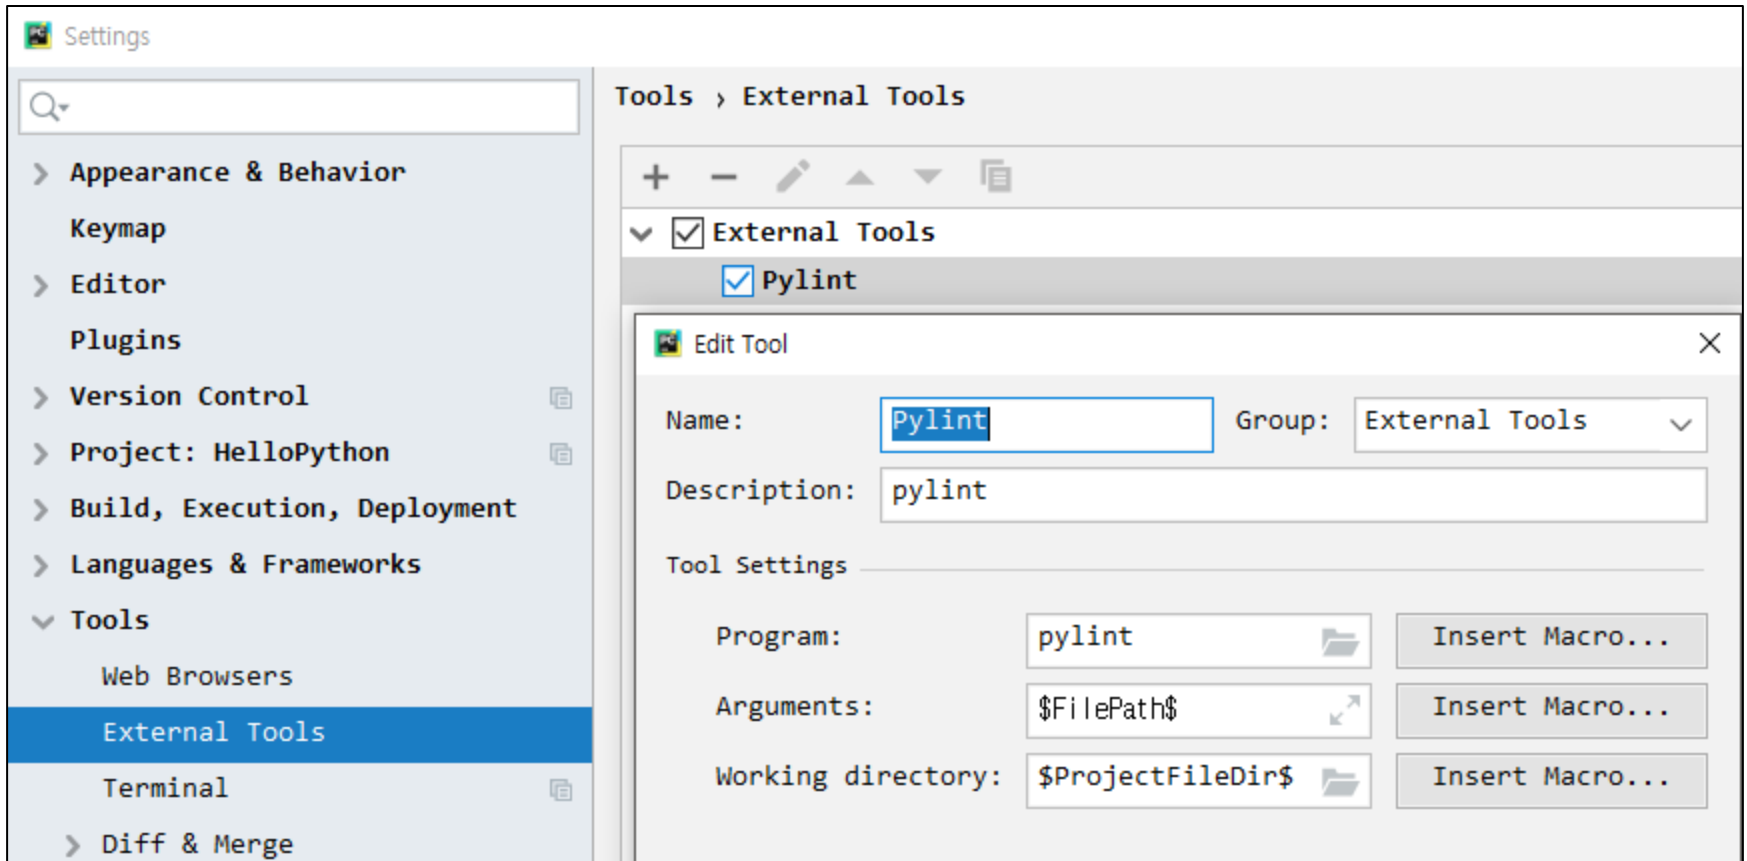 Settings
Appearance & Behavior
Keymap
Editor
Plugins
Version Control
Project: HelloPython
Build, Execution, Deployment
Languages & Frameworks
Tools
Web Browsers
External Tools
Terminal
Diff & Merge
Tools › External Tools
External Tools
Pylint
Edit Tool
Name: Pylint Group: External Tools
Description: pylint
Tool Settings
Program: pylint Insert Macro...
Arguments: $FilePath$ Insert Macro...
Working directory: $ProjectFileDir$ Insert Macro...